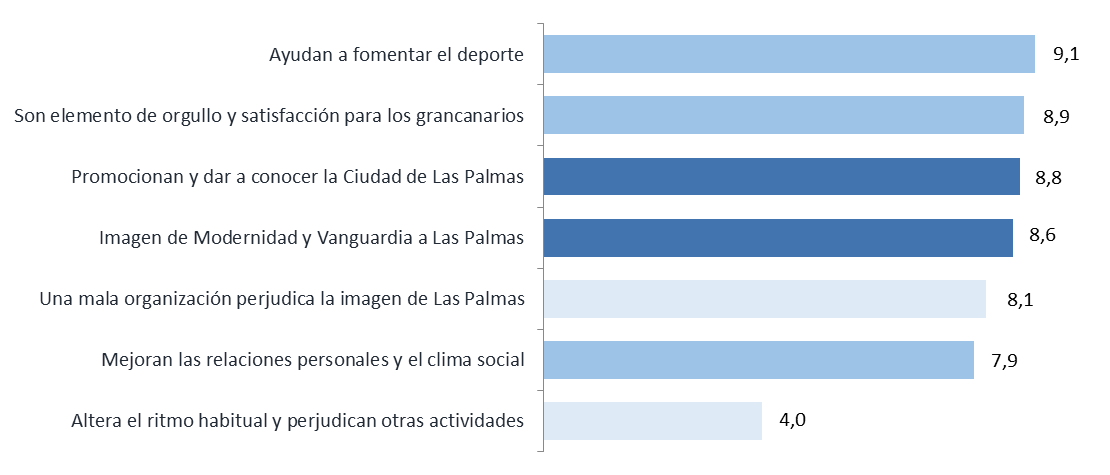 Ayudan a fomentar el deporte 9,1
Son elemento de orgullo y satisfacción para los grancanarios 8,9
Promocionan y dar a conocer la Ciudad de Las Palmas 8,8
Imagen de Modernidad y Vanguardia a Las Palmas 8,6
Una mala organización perjudica la imagen de Las Palmas 8,1
Mejoran las relaciones personales y el clima social 7,9
Altera el ritmo habitual y perjudican otras actividades 4,0